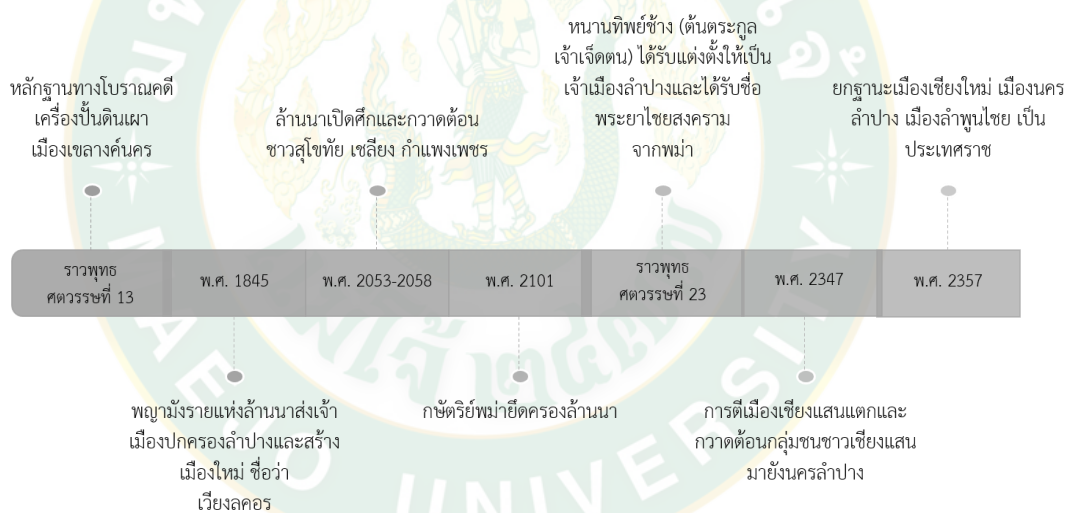 หลักฐานทางโบราณคดี
เครื่องปั้นดินเผา
เมืองเขลางค์นคร
ล้านนาเปิดศึกและกวาดต้อน
ชาวสุโขทัย เชลียง กำแพงเพชร
หนานทิพย์ช้าง (ต้นตระกูล
เจ้าเจ็ดตน) ได้รับแต่งตั้งให้เป็น
เจ้าเมืองลำปางและได้รับชื่อ
พระยาไชยสงคราม
จากพม่า
ยกฐานะเมืองเชียงใหม่ เมืองนคร
ลำปาง เมืองลำพูนไชย เป็น
ประเทศราช
ราวพุทธ
ศตวรรษที่ 13
พ.ศ. 1845
พ.ศ. 2053-2058
พ.ศ. 2101
ราวพุทธ
ศตวรรษที่ 23
พ.ศ. 2347
พ.ศ. 2357
พญามังรายแห่งล้านนาส่งเจ้า
เมืองปกครองลำปางและสร้าง
เมืองใหม่ ชื่อว่า
เวียงลคอร
กษัตริย์พม่ายึดครองล้านนา
การตีเมืองเชียงแสนแตกและ
กวาดต้อนกลุ่มชนชาวเชียงแสน
มายังนครลำปาง
UNIVERSITY